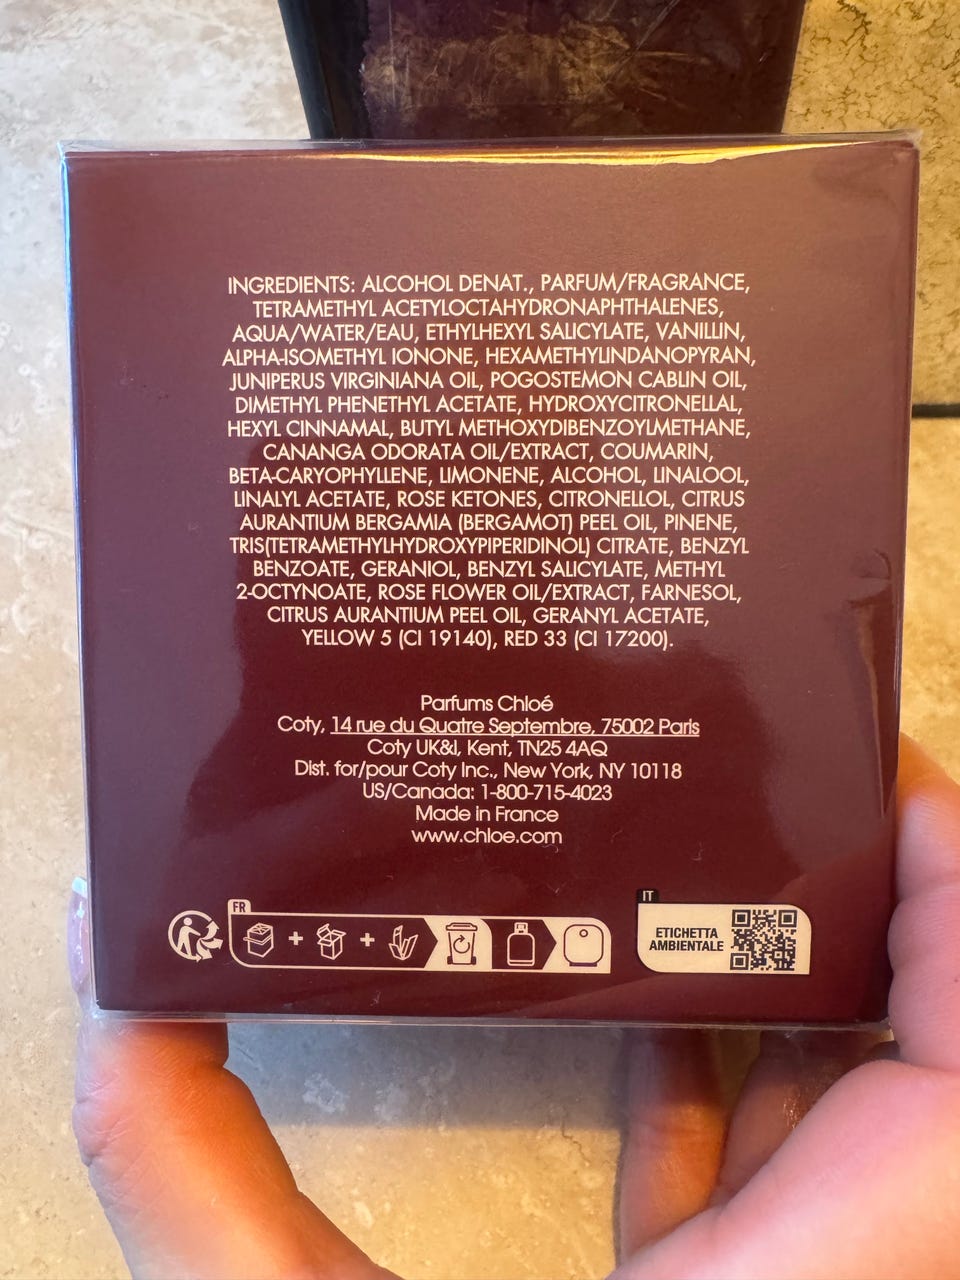 INGREDIENTS: ALCOHOL DENAT., PARFUM/FRAGRANCE,
TETRAMETHYL ACETYLOCTAHYDRONAPHTHALENES,
AQUA/WATER/EAU, ETHYLHEXYL SALICYLATE, VANILLIN,
ALPHA-ISOMETHYL IONONE, HEXAMETHYLINDANOPYRAN,
JUNIPERUS VIRGINIANA OIL, POGOSTEMON CABLIN OIL,
DIMETHYL PHENETHYL ACETATE, HYDROXYCITRONELLAL,
HEXYL CINNAMAL, BUTYL METHOXYDIBENZOYLMETHANE,
CANANGA ODORATA OIL/EXTRACT, COUMARIN,
BETA-CARYOPHYLLENE, LIMONENE, ALCOHOL, LINALOOL,
LINALYL ACETATE, ROSE KETONES, CITRONELLOL, CITRUS
AURANTIUM BERGAMIA (BERGAMOT) PEEL OIL, PINENE,
TRIS(TETRAMETHYLHYDROXYPIPERIDINOL) CITRATE, BENZYL
BENZOATE, GERANIOL, BENZYL SALICYLATE, METHYL
2-OCTYNOATE, ROSE FLOWER OIL/EXTRACT, FARNESOL,
CITRUS AURANTIUM PEEL OIL, GERANYL ACETATE,
YELLOW 5 (CI 19140), RED 33 (CI 17200).
Parfums Chloé
Coty, 14 rue du Quatre Septembre, 75002 Paris
Coty UK&I, Kent, TN25 4AQ
Dist. for/pour Coty Inc., New York, NY 10118
US/Canada: 1-800-715-4023
Made in France
www.chloe.com
FR
IT
ETICHETTA
AMBIENTALE